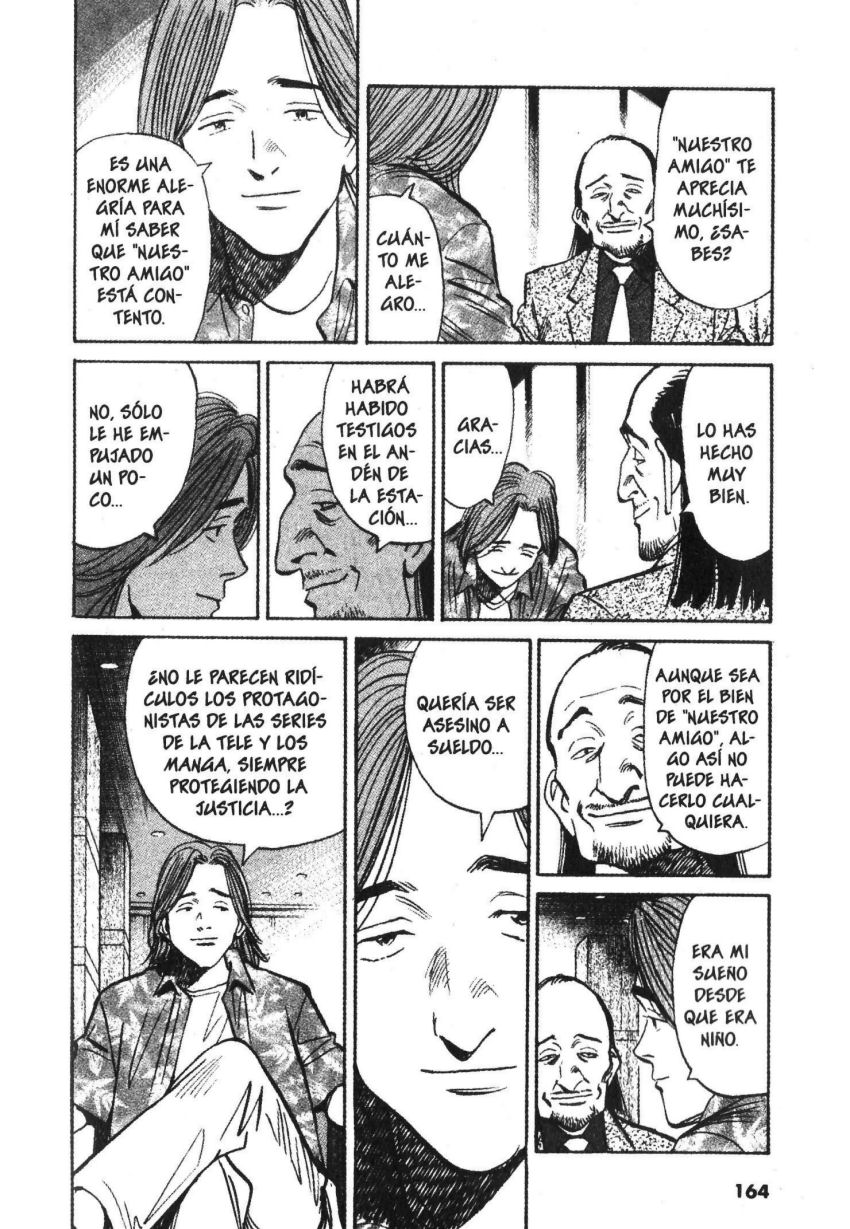 "NUESTRO
AMIGO" TE
APRECIA
MUCHÍSI-
MO, ¿SA-
BES?
CUÁN-
TO ME
ALE-
GRO...
ES UNA
ENORME ALE-
GRÍA PARA
MÍ SABER
QUE "NUES-
TRO AMIGO"
ESTÁ CON-
TENTO.
LO HAS
HECHO
MUY
BIEN.
GRA-
CIAS...
HABRÁ
HABIDO
TESTIGOS
EN EL AN-
DÉN DE
LA ESTA-
CIÓN...
NO, SÓLO
LE HE EM-
PUJADO
UN PO-
CO...
AUNQUE SEA
POR EL BIEN
DE "NUESTRO
AMIGO", AL-
GO ASÍ NO
PUEDE HA-
CERLO CUAL-
QUIERA.
ERA MI
SUEÑO
DESDE
QUE ERA
NIÑO.
QUERÍA SER
ASESINO A
SUELDO...
¿NO LE PARECEN RIDÍ-
CULOS LOS PROTAGO-
NISTAS DE LAS SERIES
DE LA TELE Y LOS
MANGA, SIEMPRE
PROTEGIENDO LA
JUSTICIA...?
164